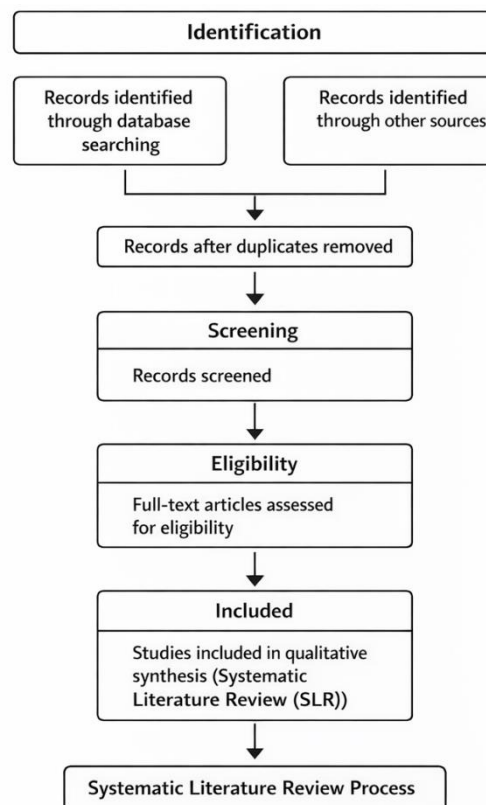 Identification
Records identified
through database
searching
Records identified
through other sources
Records after duplicates removed
Screening
Records screened
Eligibility
Full-text articles assessed
for eligibility
Included
Studies included in qualitative
synthesis (Systematic
Literature Review (SLR))
Systematic Literature Review Process